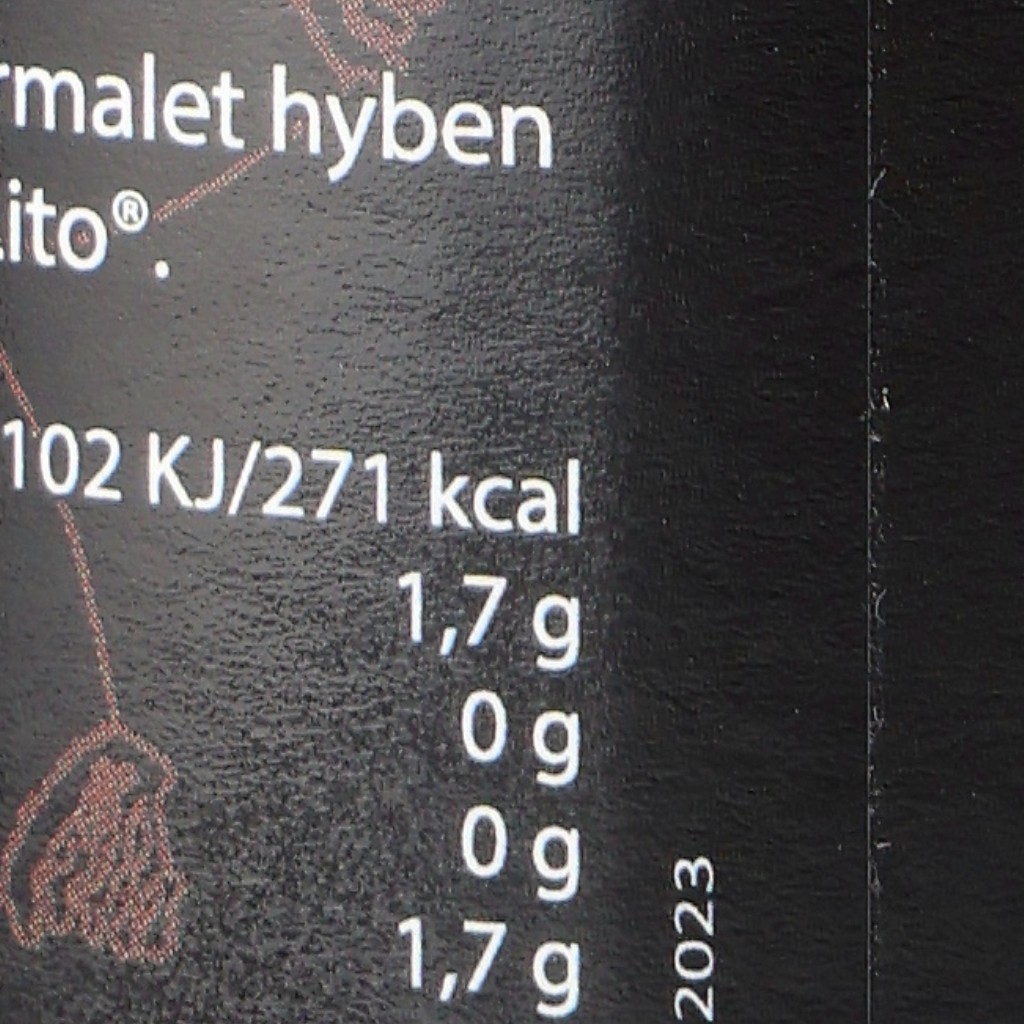 rmalet hyben
ito®.
102 KJ/271 kcal
1,7 g
0 g
0 g
1,7 g
2023